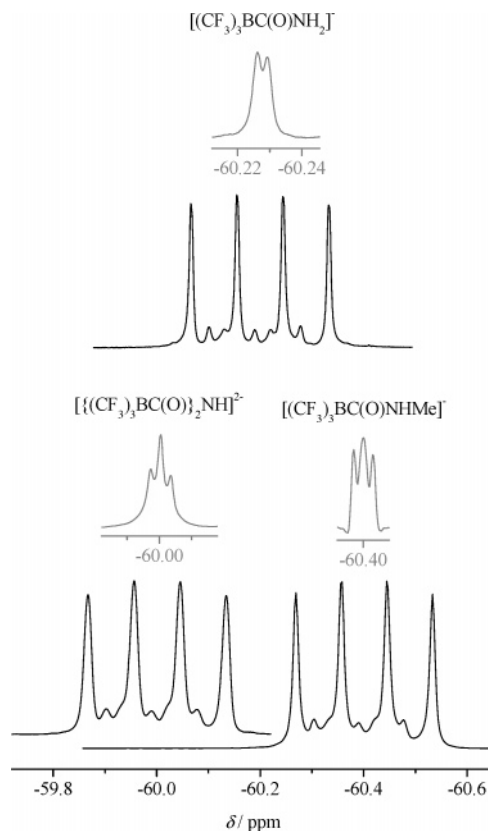 [(CF₃)₃BC(O)NH₂]⁻
-60.22 -60.24
[{(CF₃)₃BC(O)}₂NH]²⁻ [(CF₃)₃BC(O)NHMe]⁻
-60.00 -60.40
-59.8 -60.0 -60.2 -60.4 -60.6
δ / ppm